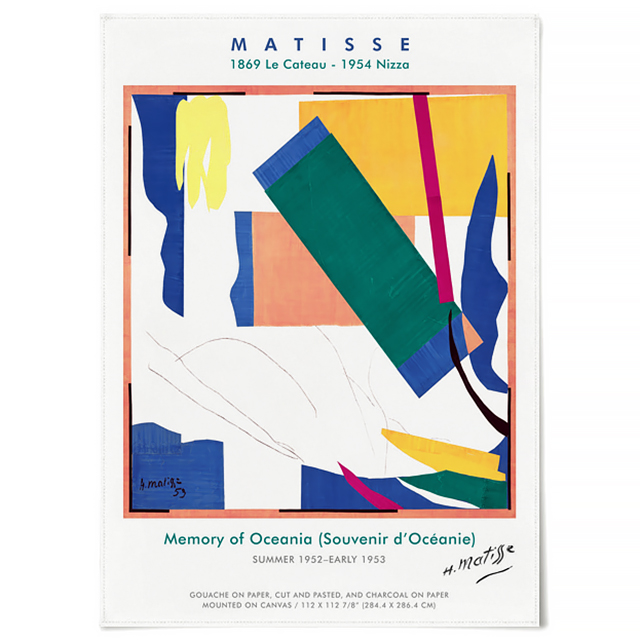 MATISSE
1869 Le Cateau - 1954 Nizza
H. matisse
53
Memory of Oceania (Souvenir d'Océanie)
SUMMER 1952–EARLY 1953
H. matisse
GOUACHE ON PAPER, CUT AND PASTED, AND CHARCOAL ON PAPER
MOUNTED ON CANVAS / 112 X 112 7/8" (284.4 X 286.4 CM)